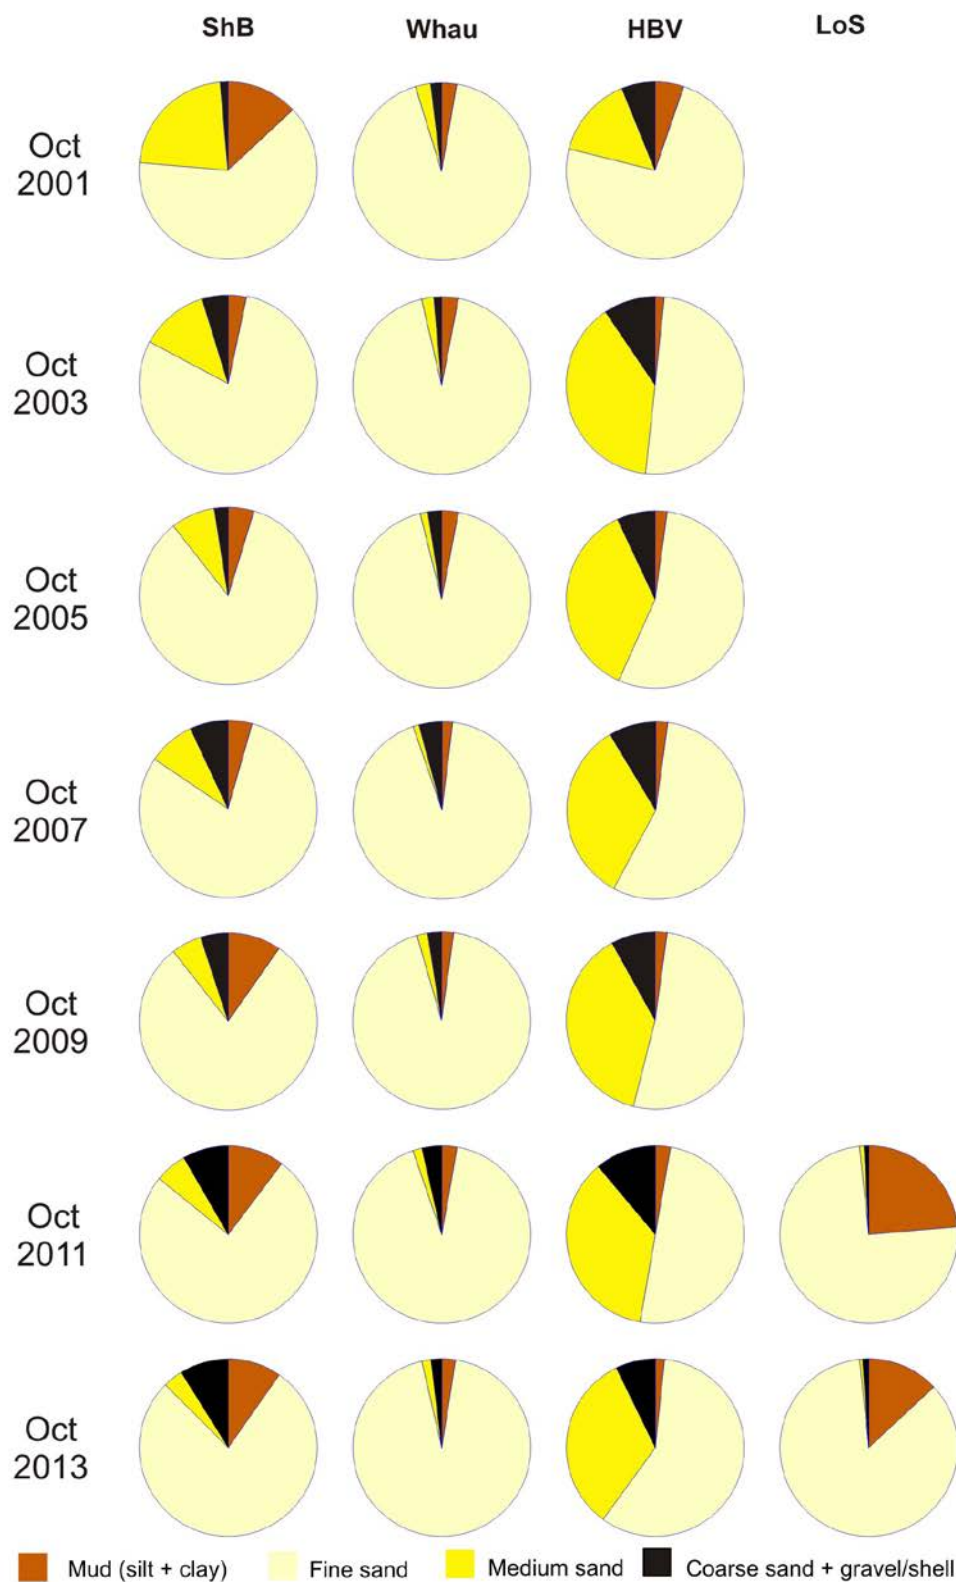 ShB Whau HBV LoS
Oct
2001
Oct
2003
Oct
2005
Oct
2007
Oct
2009
Oct
2011
Oct
2013
Mud (silt + clay) Fine sand Medium sand Coarse sand + gravel/shell